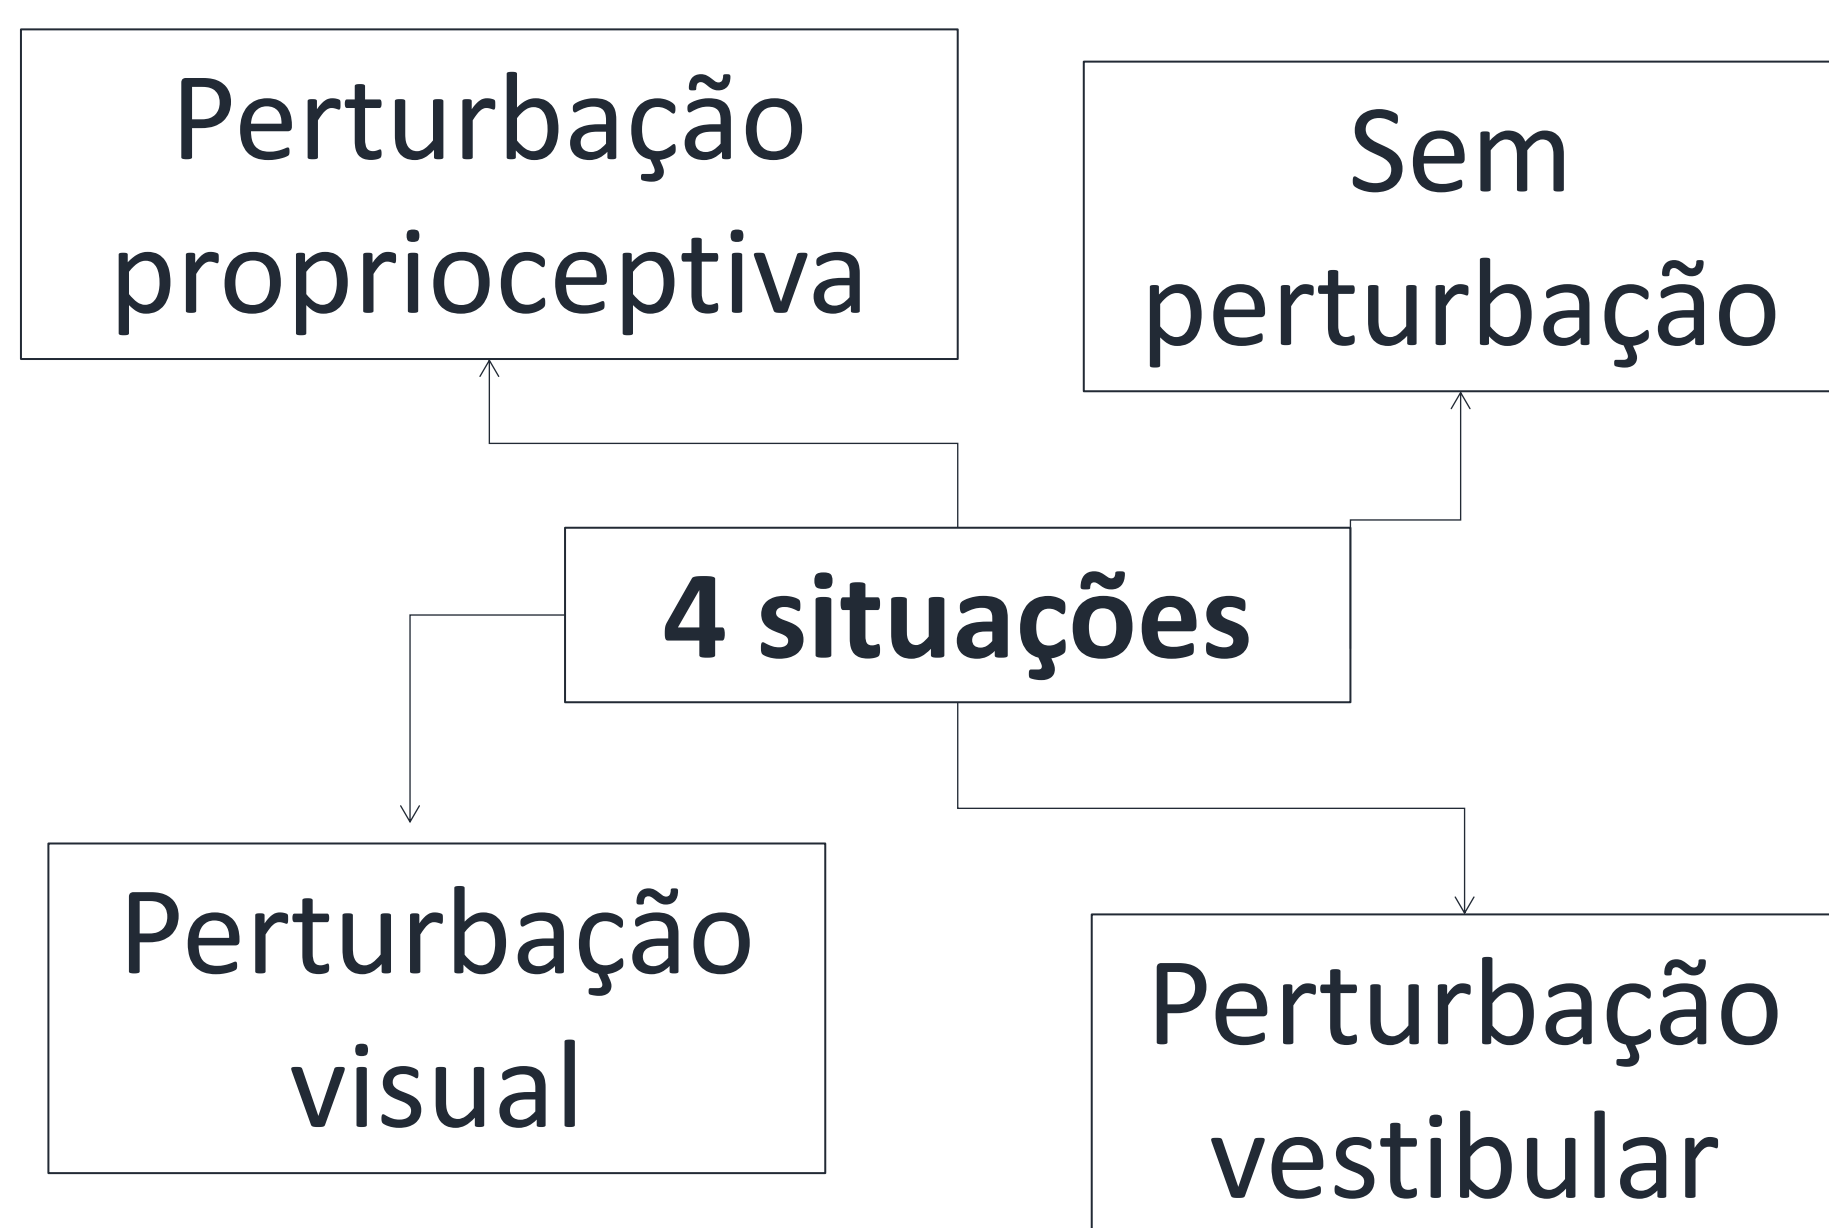 Perturbação
proprioceptiva
Sem
perturbação
4 situações
Perturbação
visual
Perturbação
vestibular